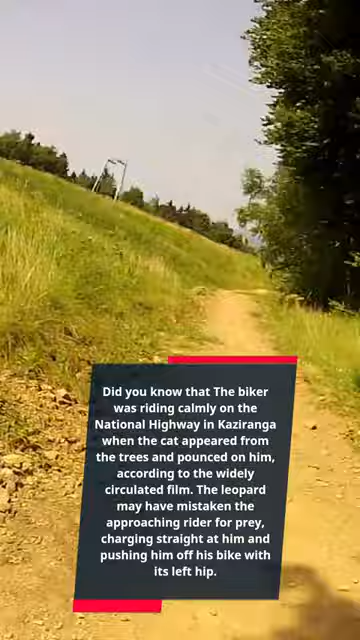 Did you know that The biker
was riding calmly on the
National Highway in Kaziranga
when the cat appeared from
the trees and pounced on him,
according to the widely
circulated film. The leopard
may have mistaken the
approaching rider for prey,
charging straight at him and
pushing him off his bike with
its left hip.